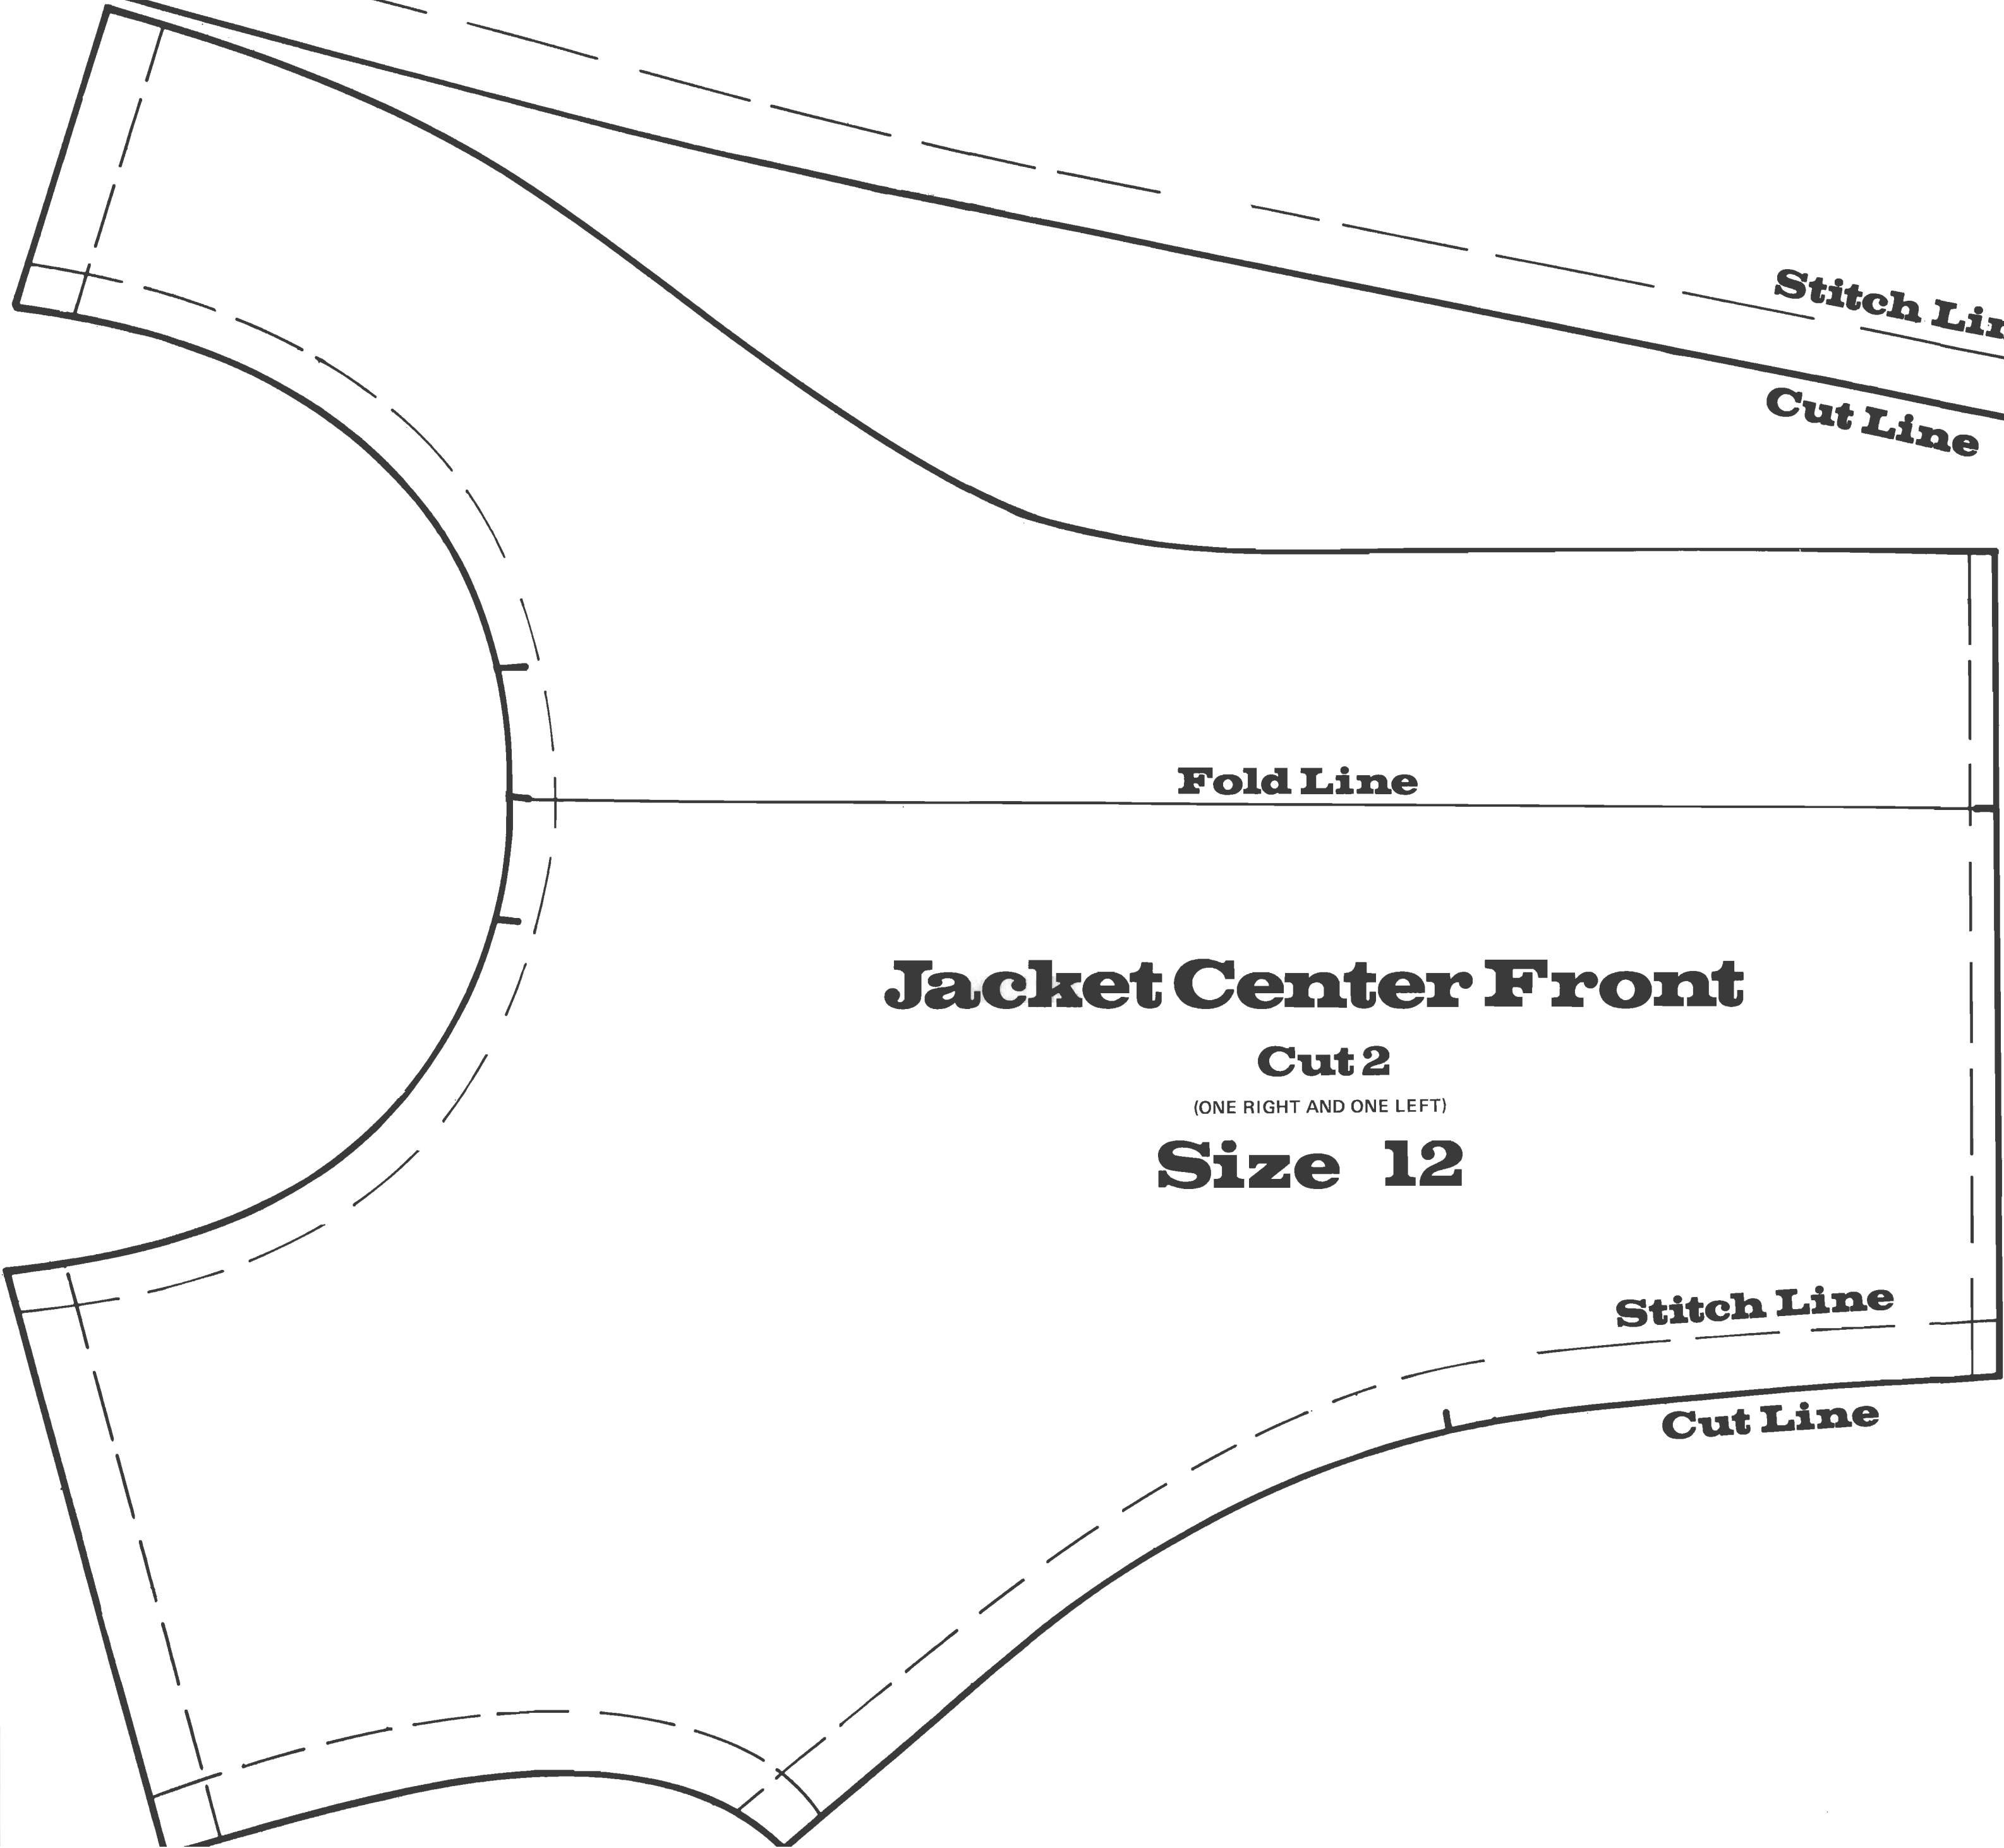 Stitch
Cut Line
Fold Line
Jacket Center Front
Cut 2
(ONE RIGHT AND ONE LEFT)
Size 12
Stitch Line
Cut Line